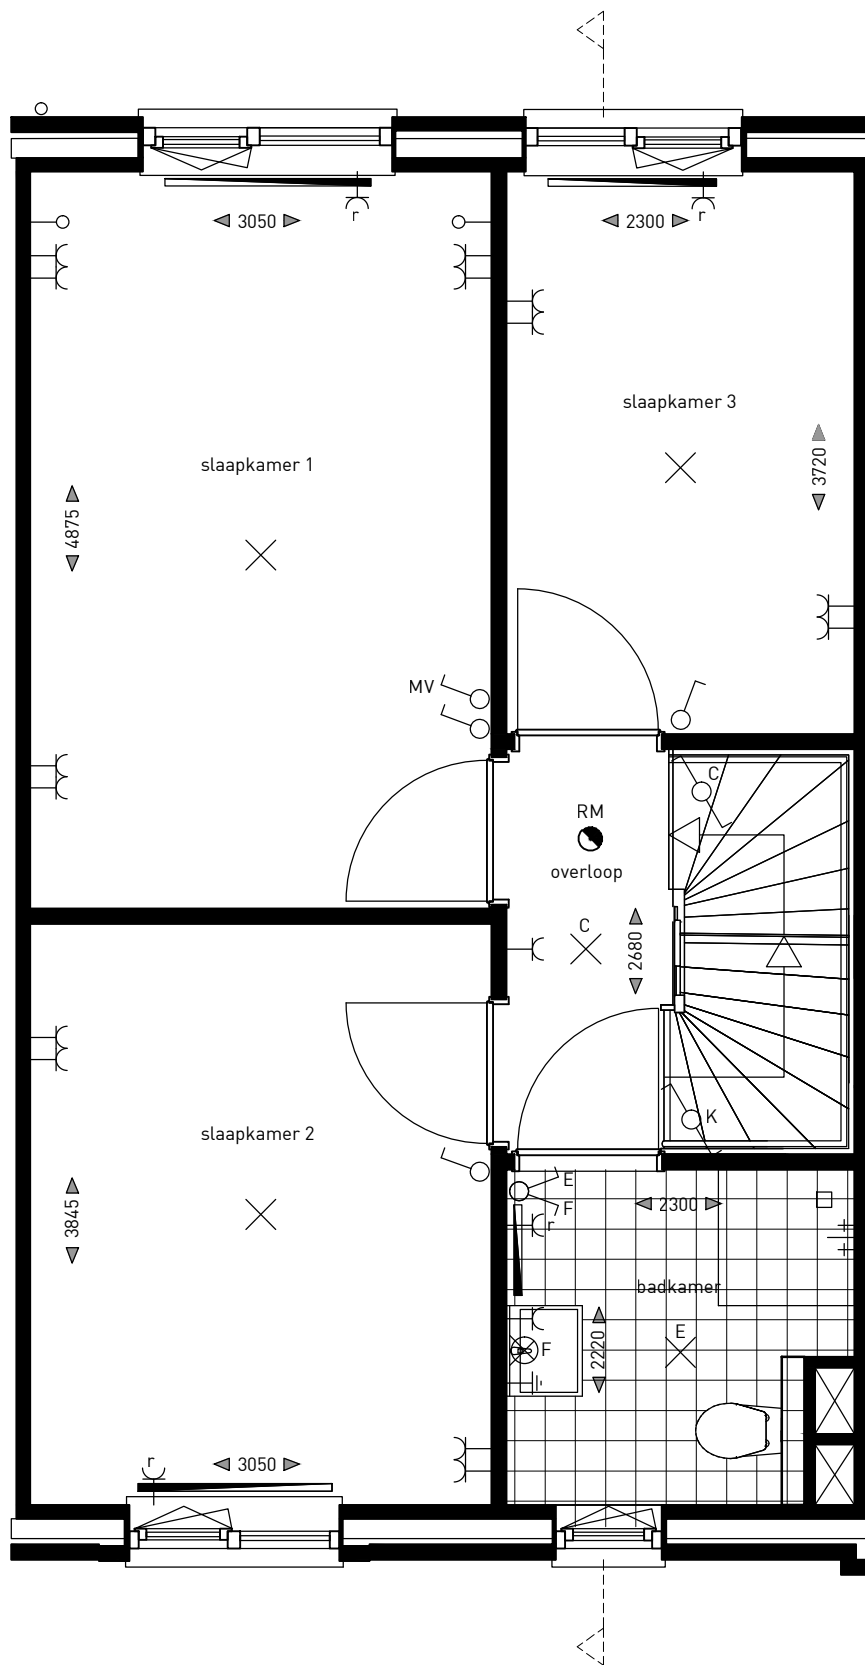 r
r
3050
2300
slaapkamer 3
3720
slaapkamer 1
4875
MV
C
RM
overloop
C
2680
K
slaapkamer 2
E
F
2300
r
3845
badkamer
E
F
2220
r
3050